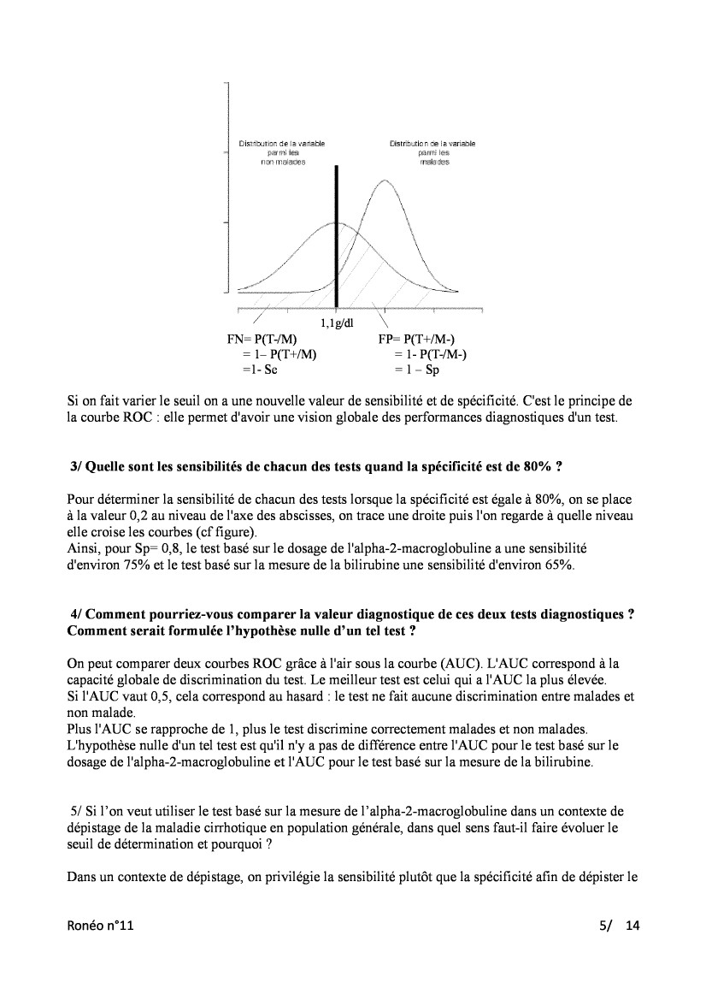 Distribution de la variable
parmi les
non malades
Distribution de la variable
parmi les
malades
1,1g/dl
FN= P(T-/M)
= 1– P(T+/M)
=1- Se
FP= P(T+/M-)
= 1- P(T-/M-)
= 1 – Sp
Si on fait varier le seuil on a une nouvelle valeur de sensibilité et de spécificité. C'est le principe de
la courbe ROC : elle permet d'avoir une vision globale des performances diagnostiques d'un test.
3/ Quelle sont les sensibilités de chacun des tests quand la spécificité est de 80% ?
Pour déterminer la sensibilité de chacun des tests lorsque la spécificité est égale à 80%, on se place
à la valeur 0,2 au niveau de l'axe des abscisses, on trace une droite puis l'on regarde à quelle niveau
elle croise les courbes (cf figure).
Ainsi, pour Sp= 0,8, le test basé sur le dosage de l'alpha-2-macroglobuline a une sensibilité
d'environ 75% et le test basé sur la mesure de la bilirubine une sensibilité d'environ 65%.
4/ Comment pourriez-vous comparer la valeur diagnostique de ces deux tests diagnostiques ?
Comment serait formulée l’hypothèse nulle d’un tel test ?
On peut comparer deux courbes ROC grâce à l'air sous la courbe (AUC). L'AUC correspond à la
capacité globale de discrimination du test. Le meilleur test est celui qui a l'AUC la plus élevée.
Si l'AUC vaut 0,5, cela correspond au hasard : le test ne fait aucune discrimination entre malades et
non malade.
Plus l'AUC se rapproche de 1, plus le test discrimine correctement malades et non malades.
L'hypothèse nulle d'un tel test est qu'il n'y a pas de différence entre l'AUC pour le test basé sur le
dosage de l'alpha-2-macroglobuline et l'AUC pour le test basé sur la mesure de la bilirubine.
5/ Si l’on veut utiliser le test basé sur la mesure de l’alpha-2-macroglobuline dans un contexte de
dépistage de la maladie cirrhotique en population générale, dans quel sens faut-il faire évoluer le
seuil de détermination et pourquoi ?
Dans un contexte de dépistage, on privilégie la sensibilité plutôt que la spécificité afin de dépister le
Ronéo n°11
5/ 14